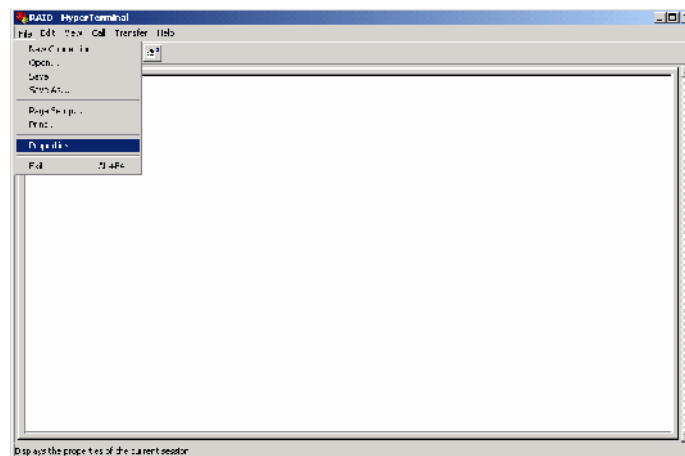 RAID - HyperTerminal
File Edit View Call Transfer Help
New Connection
Open...
Save
Save As...
Page Setup...
Print...
Properties
Exit Alt+F4
Displays the properties of the current session